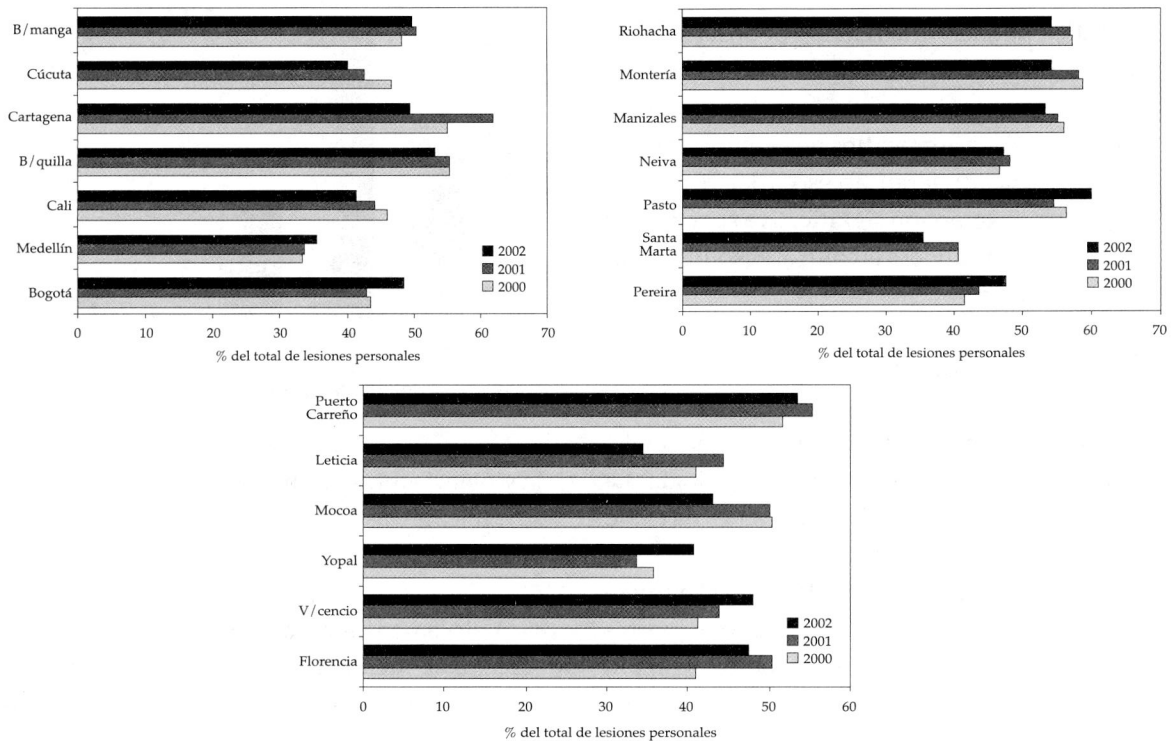 B/manga
Cúcuta
Cartagena
B/quilla
Cali
Medellín
Bogotá
2002
2001
2000
0 10 20 30 40 50 60 70
% del total de lesiones personales
Riohacha
Montería
Manizales
Neiva
Pasto
Santa
Marta
Pereira
2002
2001
2000
0 10 20 30 40 50 60 70
% del total de lesiones personales
Puerto
Carreño
Leticia
Mocoa
Yopal
V/cencio
Florencia
2002
2001
2000
0 10 20 30 40 50 60
% del total de lesiones personales